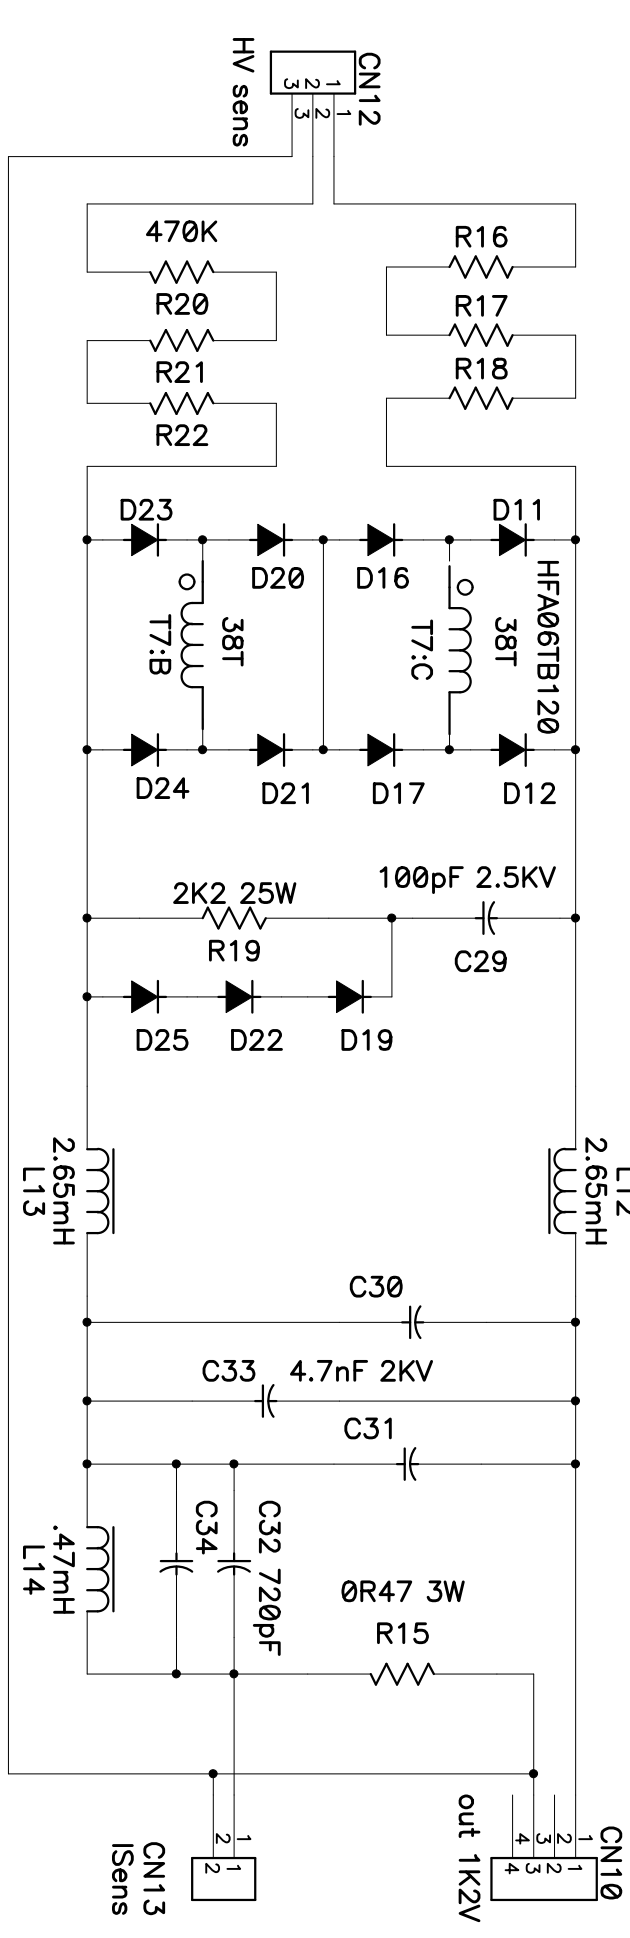 CN12
HV sens
1
2
3
1
2
3
470K
R16
R20
R17
R21
R18
R22
D23
D11
D20
D16
HFA06TB120
38T
T7:B
38T
T7:C
D24
D21
D17
D12
100pF 2.5KV
2K2 25W
R19
C29
D25
D22
D19
2.65mH
L13
L12
2.65mH
C30
C33
4.7nF 2KV
C31
C34
C32 720pF
.47mH
L14
0R47 3W
R15
out 1K2V
CN10
1
2
3
4
1
2
3
4
CN13
ISens
1
2
1
2